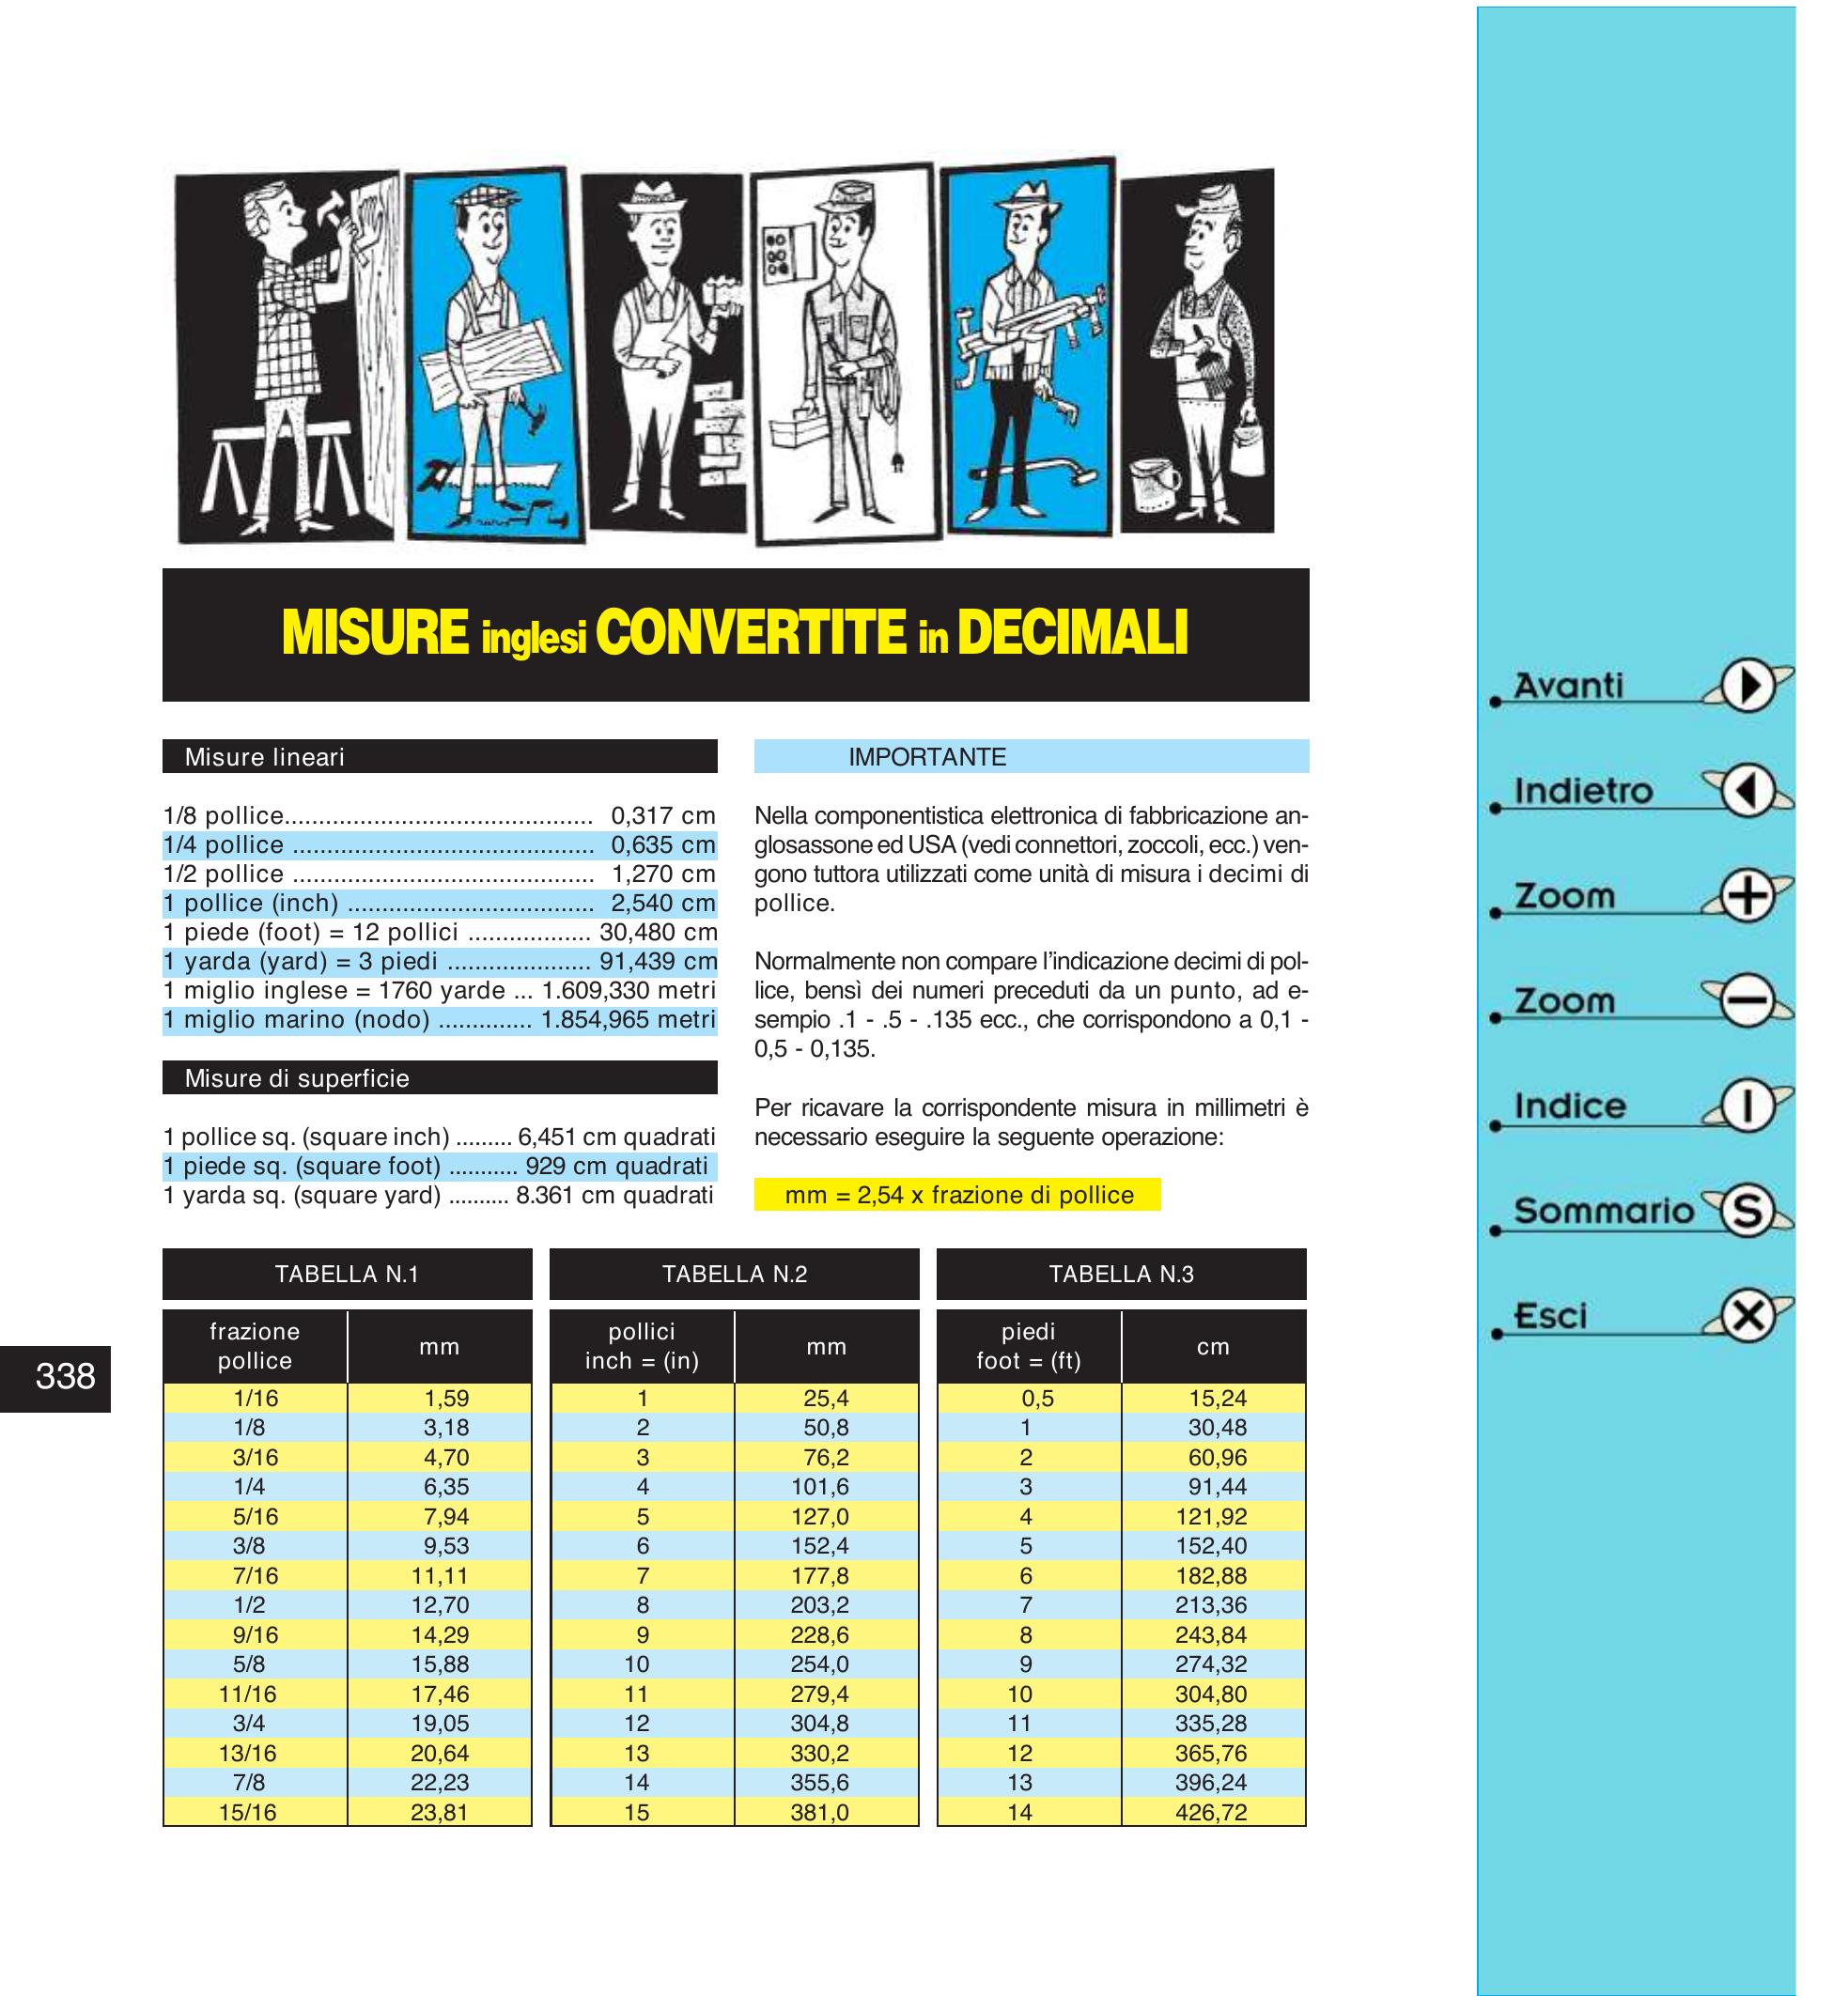 MISURE inglesi CONVERTITE in DECIMALI
Misure lineari
1/8 pollice............................................. 0,317 cm
1/4 pollice ............................................ 0,635 cm
1/2 pollice ............................................ 1,270 cm
1 pollice (inch) .................................... 2,540 cm
1 piede (foot) = 12 pollici .................. 30,480 cm
1 yarda (yard) = 3 piedi ..................... 91,439 cm
1 miglio inglese = 1760 yarde ... 1.609,330 metri
1 miglio marino (nodo) .............. 1.854,965 metri
Misure di superficie
1 pollice sq. (square inch) ......... 6,451 cm quadrati
1 piede sq. (square foot) ........... 929 cm quadrati
1 yarda sq. (square yard) .......... 8.361 cm quadrati
IMPORTANTE
Nella componentistica elettronica di fabbricazione an-
glosassone ed USA (vedi connettori, zoccoli, ecc.) ven-
gono tuttora utilizzati come unità di misura i decimi di
pollice.
Normalmente non compare l'indicazione decimi di pol-
lice, bensì dei numeri preceduti da un punto, ad e-
sempio .1 - .5 - .135 ecc., che corrispondono a 0,1 -
0,5 - 0,135.
Per ricavare la corrispondente misura in millimetri è
necessario eseguire la seguente operazione:
mm = 2,54 x frazione di pollice
TABELLA N.1
frazione
pollice
mm
1/16 1,59
1/8 3,18
3/16 4,70
1/4 6,35
5/16 7,94
3/8 9,53
7/16 11,11
1/2 12,70
9/16 14,29
5/8 15,88
11/16 17,46
3/4 19,05
13/16 20,64
7/8 22,23
15/16 23,81
TABELLA N.2
pollici
inch = (in)
mm
1 25,4
2 50,8
3 76,2
4 101,6
5 127,0
6 152,4
7 177,8
8 203,2
9 228,6
10 254,0
11 279,4
12 304,8
13 330,2
14 355,6
15 381,0
TABELLA N.3
piedi
foot = (ft)
cm
0,5 15,24
1 30,48
2 60,96
3 91,44
4 121,92
5 152,40
6 182,88
7 213,36
8 243,84
9 274,32
10 304,80
11 335,28
12 365,76
13 396,24
14 426,72
338
Avanti
Indietro
Zoom +
Zoom −
Indice I
Sommario S
Esci X